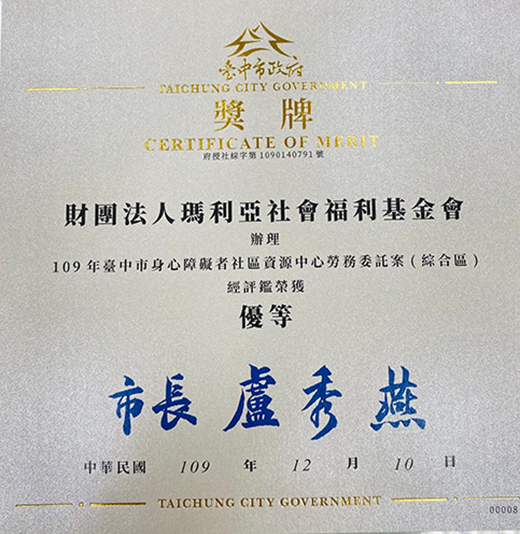 臺中市政府
TAICHUNG CITY GOVERNMENT
獎牌
CERTIFICATE OF MERIT
府授社綜字第1090140791號
財團法人瑪利亞社會福利基金會
辦理
109年臺中市身心障礙者社區資源中心勞務委託案(綜合區)
經評鑑榮獲
優等
市長 盧秀燕
中華民國 109 年 12 月 10 日
TAICHUNG CITY GOVERNMENT
00008